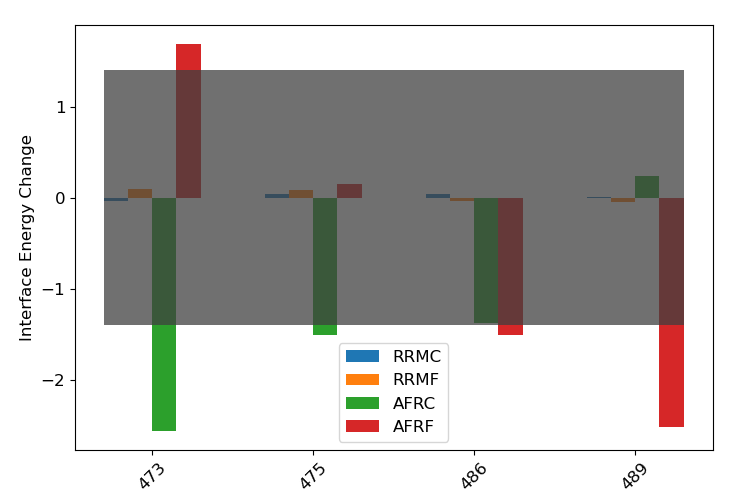 Interface Energy Change
1
0
−1
−2
473
475
486
489
RRMC
RRMF
AFRC
AFRF